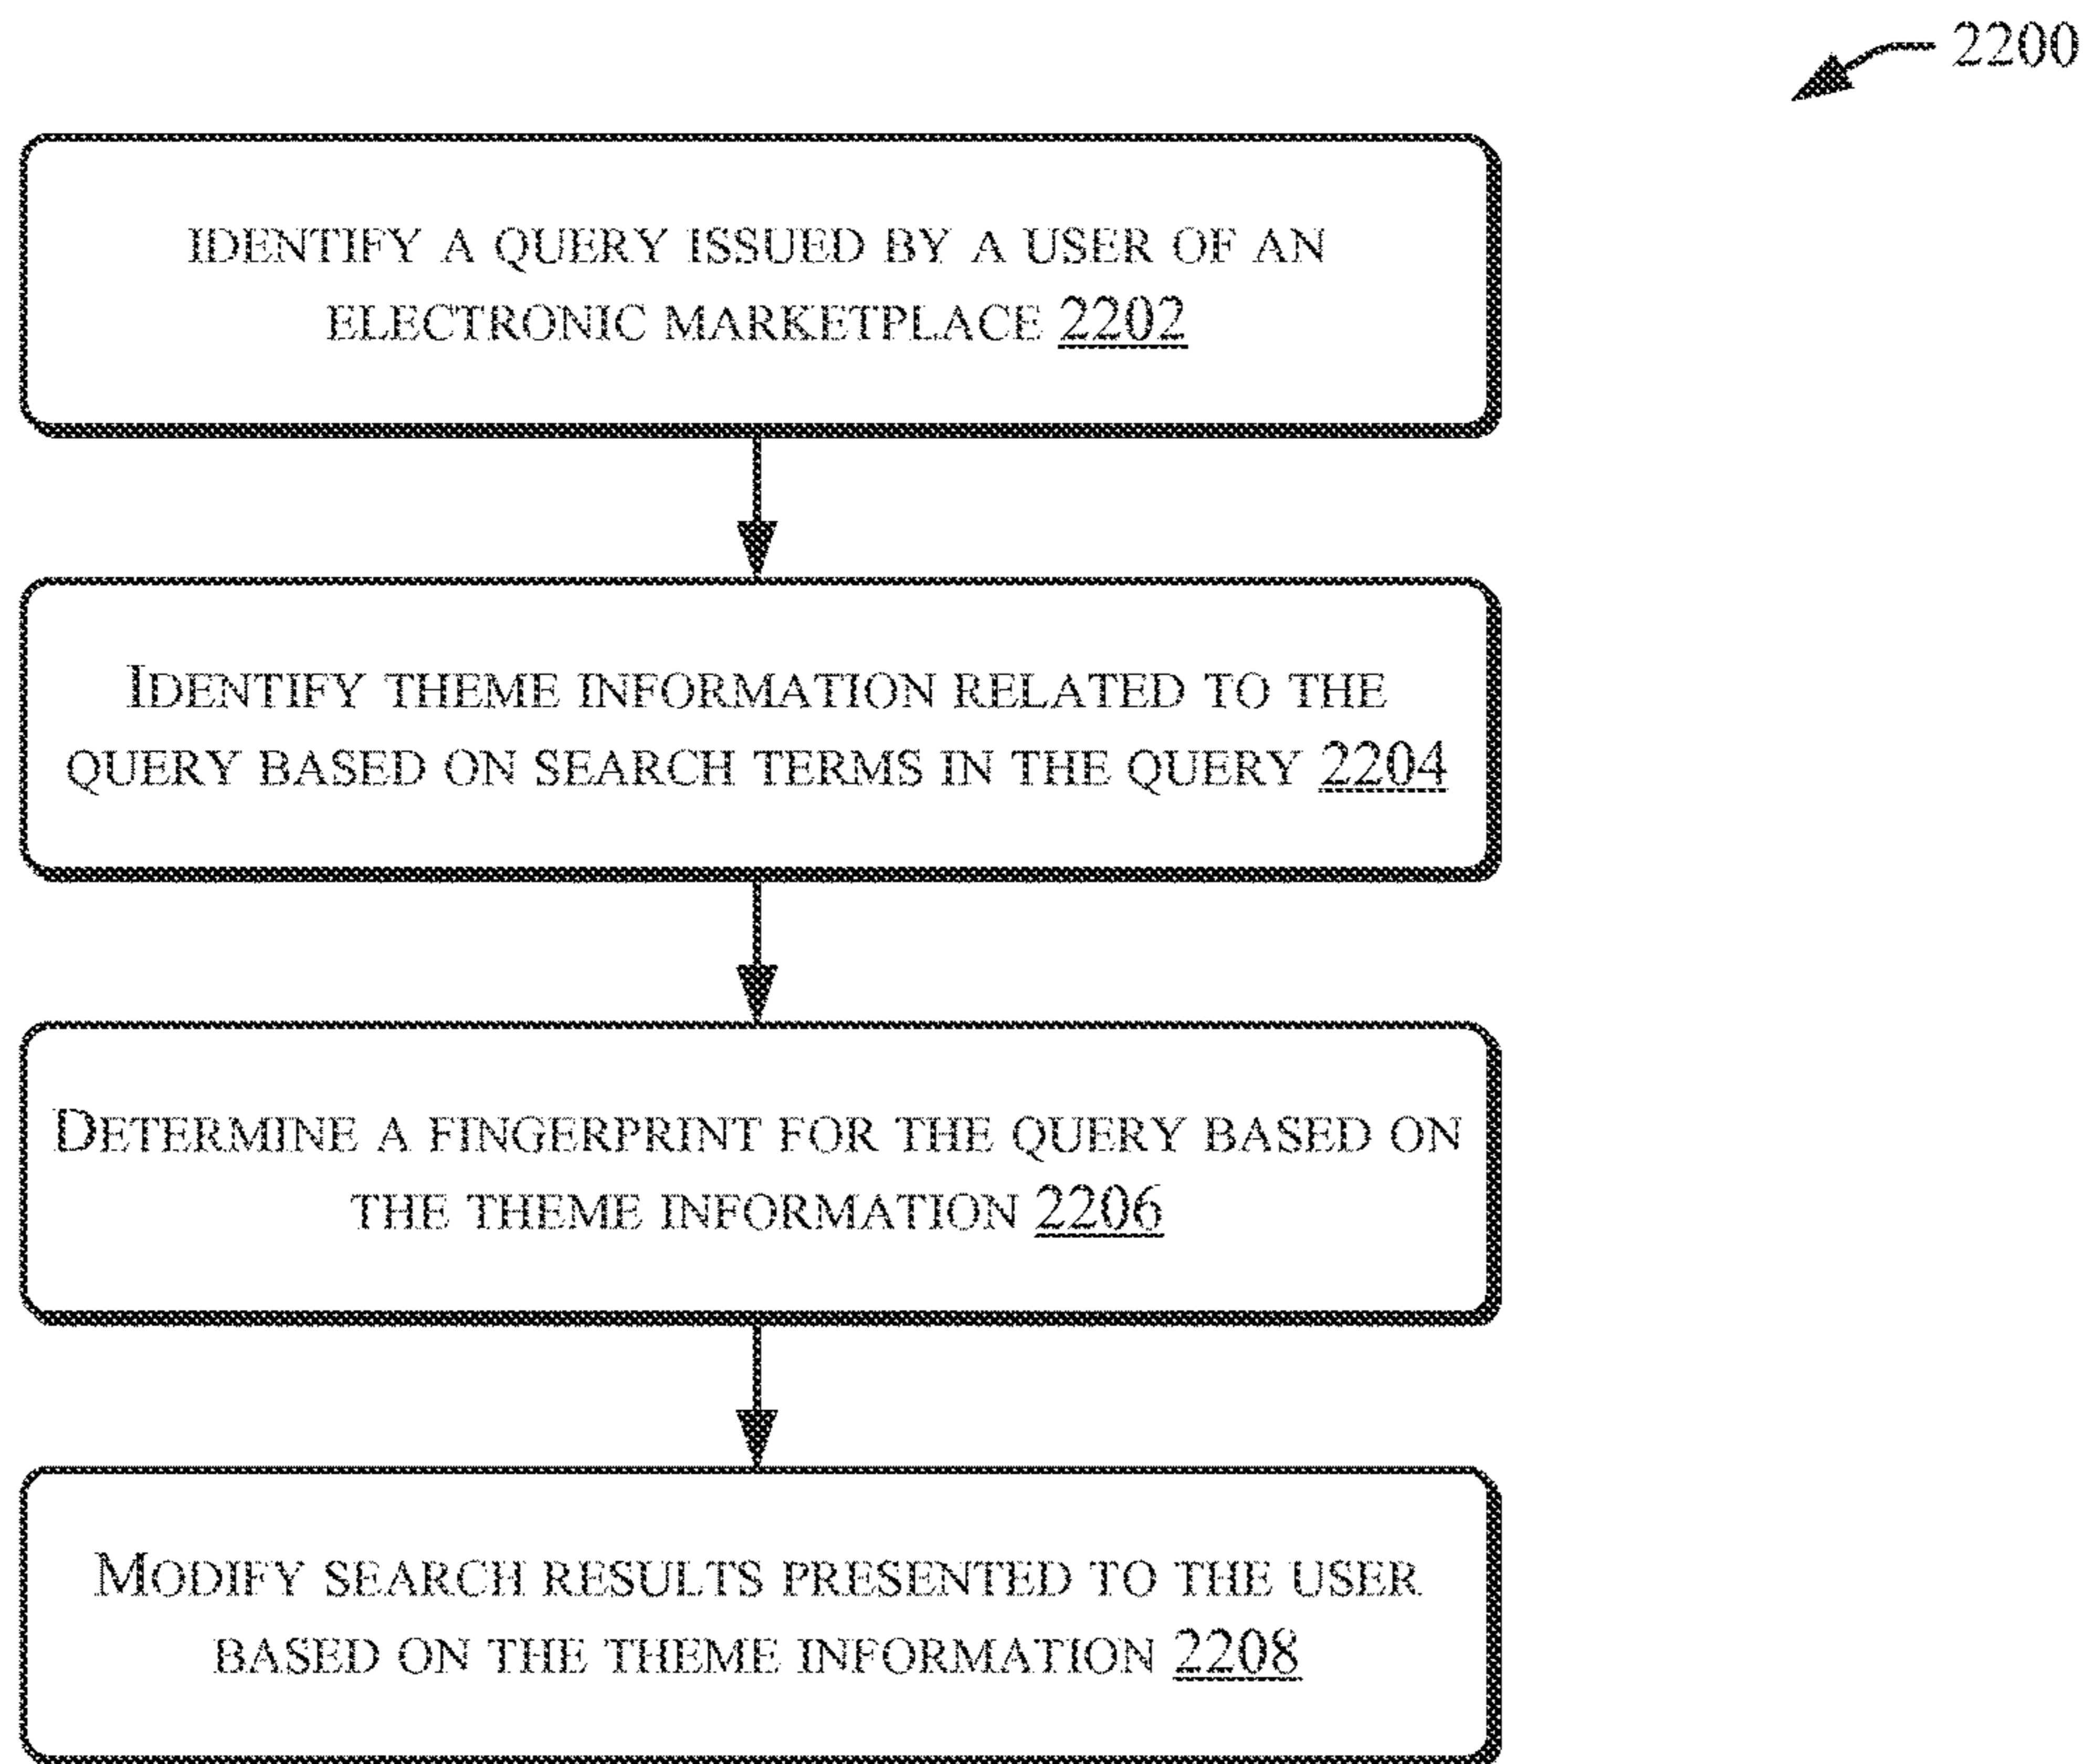 2200
IDENTIFY A QUERY ISSUED BY A USER OF AN
ELECTRONIC MARKETPLACE 2202
IDENTIFY THEME INFORMATION RELATED TO THE
QUERY BASED ON SEARCH TERMS IN THE QUERY 2204
DETERMINE A FINGERPRINT FOR THE QUERY BASED ON
THE THEME INFORMATION 2206
MODIFY SEARCH RESULTS PRESENTED TO THE USER
BASED ON THE THEME INFORMATION 2208